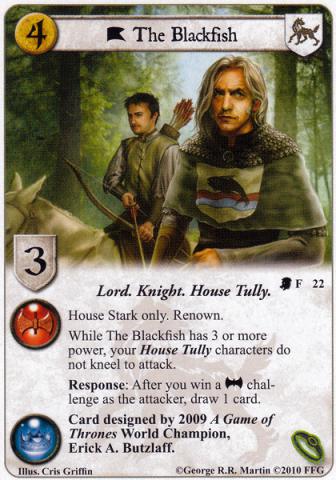 4 The Blackfish
3
Lord. Knight. House Tully.
F 22
House Stark only. Renown.
While The Blackfish has 3 or more
power, your House Tully characters do
not kneel to attack.
Response: After you win a chal-
lenge as the attacker, draw 1 card.
Card designed by 2009 A Game of
Thrones World Champion,
Erick A. Butzlaff.
Illus. Cris Griffin ©George R.R. Martin ©2010 FFG